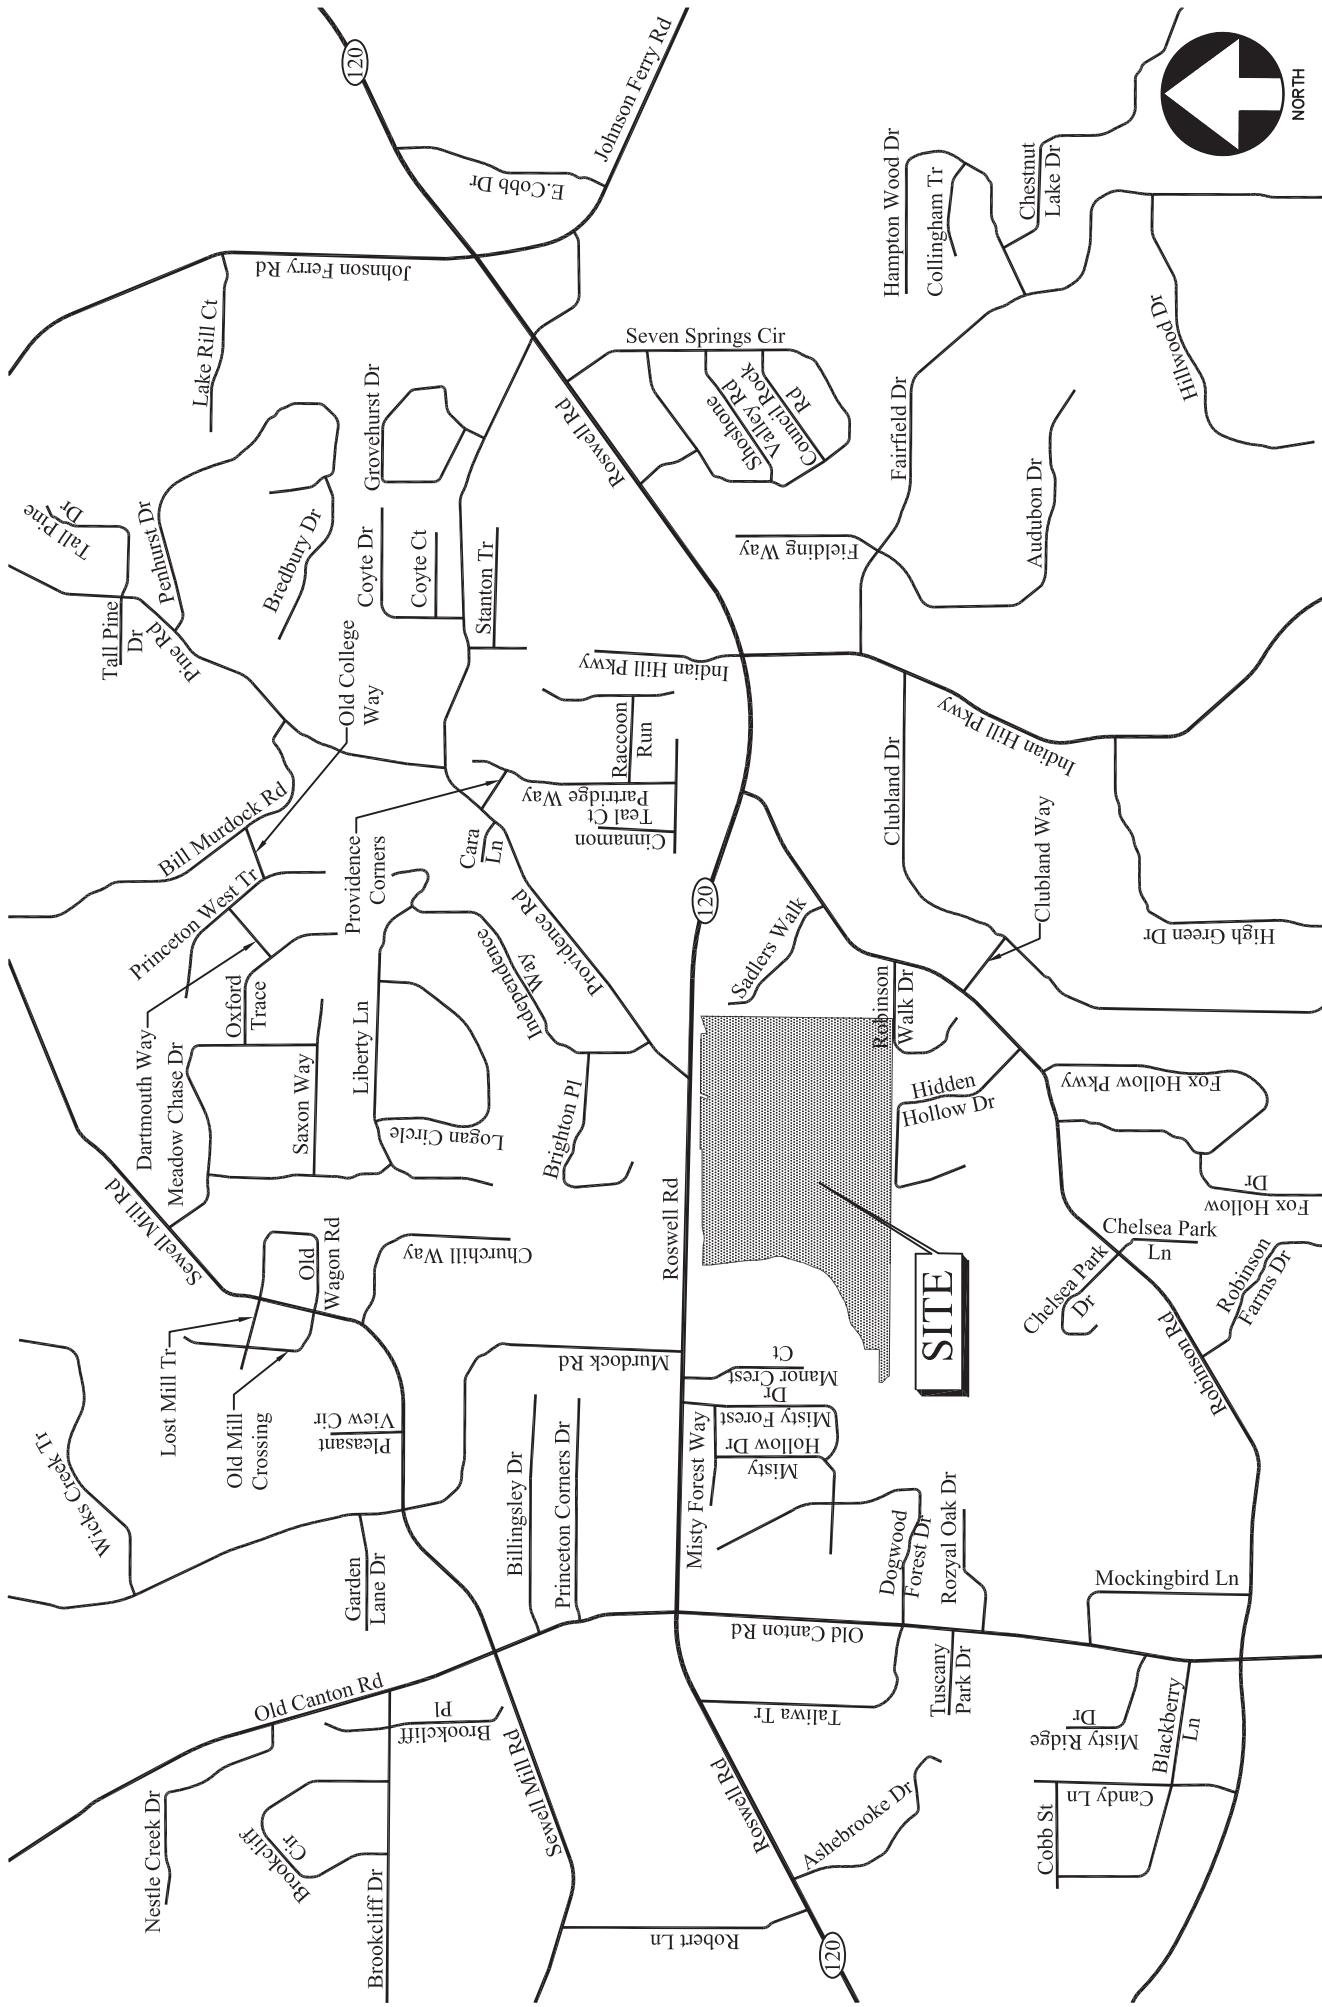 120
Johnson Ferry Rd
E.Cobb Dr
NORTH
Hampton Wood Dr
Collingham Tr
Chestnut
Lake Dr
Johnson Ferry Rd
Lake Rill Ct
Hillwood Dr
Seven Springs Cir
Shoshone
Valley Rd
Council Rock
Rd
Grovehurst Dr
Roswell Rd
Fairfield Dr
Audubon Dr
Tall Pine
Dr
Penhurst Dr
Bredbury Dr
Coyte Dr
Coyte Ct
Stanton Tr
Fielding Way
Tall Pine
Dr
Pine Rd
Old College
Way
Indian Hill Pkwy
Indian Hill Pkwy
Raccoon
Run
Partridge Way
Cinnamon
Teal Ct
Clubland Dr
Clubland Way
Bill Murdock Rd
Providence
Corners
Cara
Ln
Princeton West Tr
120
High Green Dr
Sadlers Walk
Providence Rd
Independence
Way
Robinson
Walk Dr
Dartmouth Way
Oxford
Trace
Meadow Chase Dr
Saxon Way
Liberty Ln
Logan Circle
Brighton Pl
Hidden
Hollow Dr
Fox Hollow Pkwy
Fox Hollow
Dr
Sewell Mill Rd
Old
Wagon Rd
Churchill Way
Roswell Rd
SITE
Chelsea Park
Ln
Chelsea Park
Dr
Robinson
Farms Dr
Robinson Rd
Lost Mill Tr
Old Mill
Crossing
Pleasant
View Cir
Murdock Rd
Manor Crest
Ct
Misty Forest
Dr
Misty
Hollow Dr
Misty Forest Way
Wicks Creek Tr
Billingsley Dr
Princeton Corners Dr
Dogwood
Forest Dr
Rozyal Oak Dr
Mockingbird Ln
Garden
Lane Dr
Old Canton Rd
Old Canton Rd
Tuscany
Park Dr
Taliwa Tr
Misty Ridge
Dr
Blackberry
Ln
Brookcliff
Pl
Sewell Mill Rd
Roswell Rd
Ashebrooke Dr
Candy Ln
Cobb St
Nestle Creek Dr
Brookcliff
Cir
Brookcliff Dr
Robert Ln
120